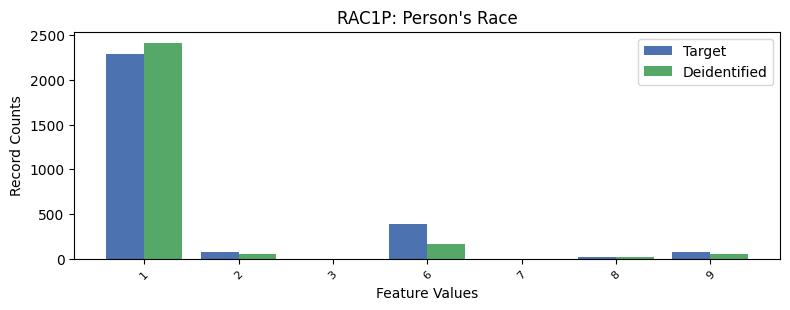 RAC1P: Person's Race
Target
Deidentified
Record Counts
2500
2000
1500
1000
500
0
1 2 3 6 7 8 9
Feature Values